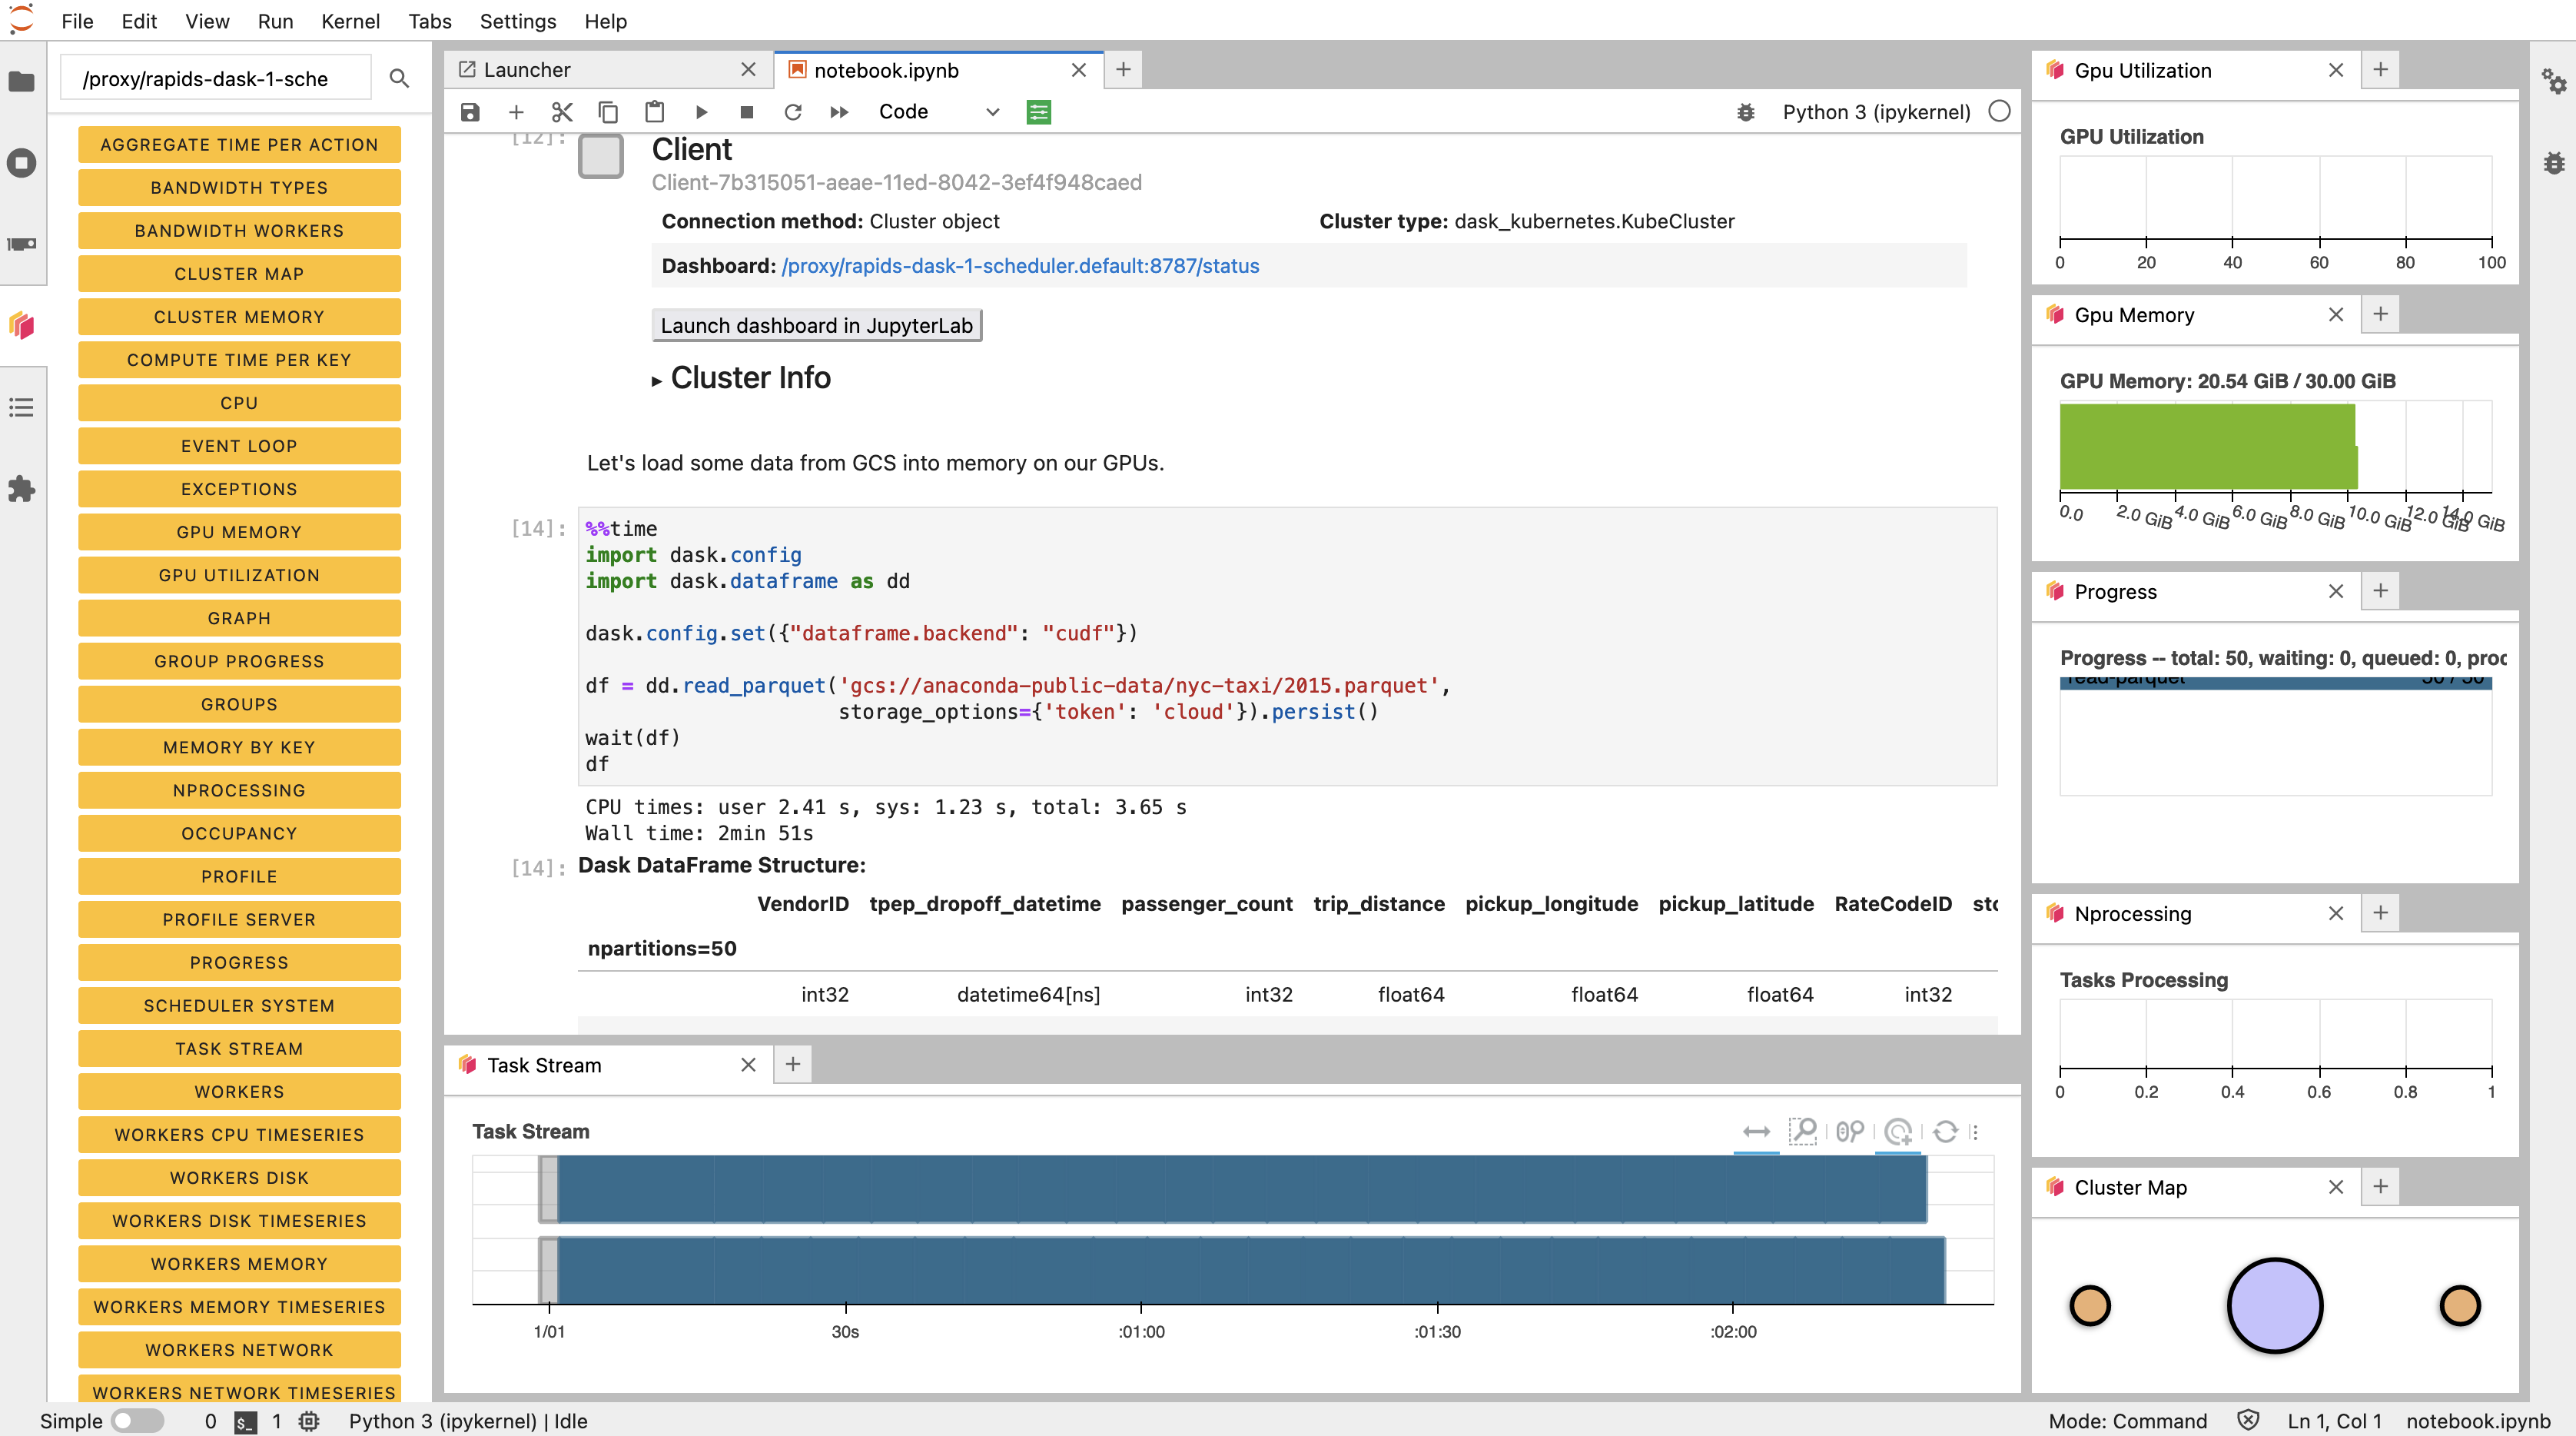 File Edit View Run Kernel Tabs Settings Help
/proxy/rapids-dask-1-sche
AGGREGATE TIME PER ACTION
BANDWIDTH TYPES
BANDWIDTH WORKERS
CLUSTER MAP
CLUSTER MEMORY
COMPUTE TIME PER KEY
CPU
EVENT LOOP
EXCEPTIONS
GPU MEMORY
GPU UTILIZATION
GRAPH
GROUP PROGRESS
GROUPS
MEMORY BY KEY
NPROCESSING
OCCUPANCY
PROFILE
PROFILE SERVER
PROGRESS
SCHEDULER SYSTEM
TASK STREAM
WORKERS
WORKERS CPU TIMESERIES
WORKERS DISK
WORKERS DISK TIMESERIES
WORKERS MEMORY
WORKERS MEMORY TIMESERIES
WORKERS NETWORK
WORKERS NETWORK TIMESERIES
Launcher
notebook.ipynb
Code
Python 3 (ipykernel)
[12]:
Client
Client-7b315051-aeae-11ed-8042-3ef4f948caed
Connection method: Cluster object Cluster type: dask_kubernetes.KubeCluster
Dashboard: /proxy/rapids-dask-1-scheduler.default:8787/status
Launch dashboard in JupyterLab
Cluster Info
Let's load some data from GCS into memory on our GPUs.
[14]: %%time
import dask.config
import dask.dataframe as dd
dask.config.set({"dataframe.backend": "cudf"})
df = dd.read_parquet('gcs://anaconda-public-data/nyc-taxi/2015.parquet',
storage_options={'token': 'cloud'}).persist()
wait(df)
df
CPU times: user 2.41 s, sys: 1.23 s, total: 3.65 s
Wall time: 2min 51s
[14]: Dask DataFrame Structure:
VendorID tpep_dropoff_datetime passenger_count trip_distance pickup_longitude pickup_latitude RateCodeID sto
npartitions=50
int32 datetime64[ns] int32 float64 float64 float64 int32
Task Stream
Task Stream
1/01 30s :01:00 :01:30 :02:00
Gpu Utilization
GPU Utilization
0 20 40 60 80 100
Gpu Memory
GPU Memory: 20.54 GiB / 30.00 GiB
0.0 2.0 GiB 4.0 GiB 6.0 GiB 8.0 GiB 10.0 GiB 12.0 GiB 14.0 GiB
Progress
Progress -- total: 50, waiting: 0, queued: 0, proc
read-parquet 50 / 50
Nprocessing
Tasks Processing
0 0.2 0.4 0.6 0.8 1
Cluster Map
Simple 0 $_ 1 Python 3 (ipykernel) | Idle Mode: Command Ln 1, Col 1 notebook.ipynb